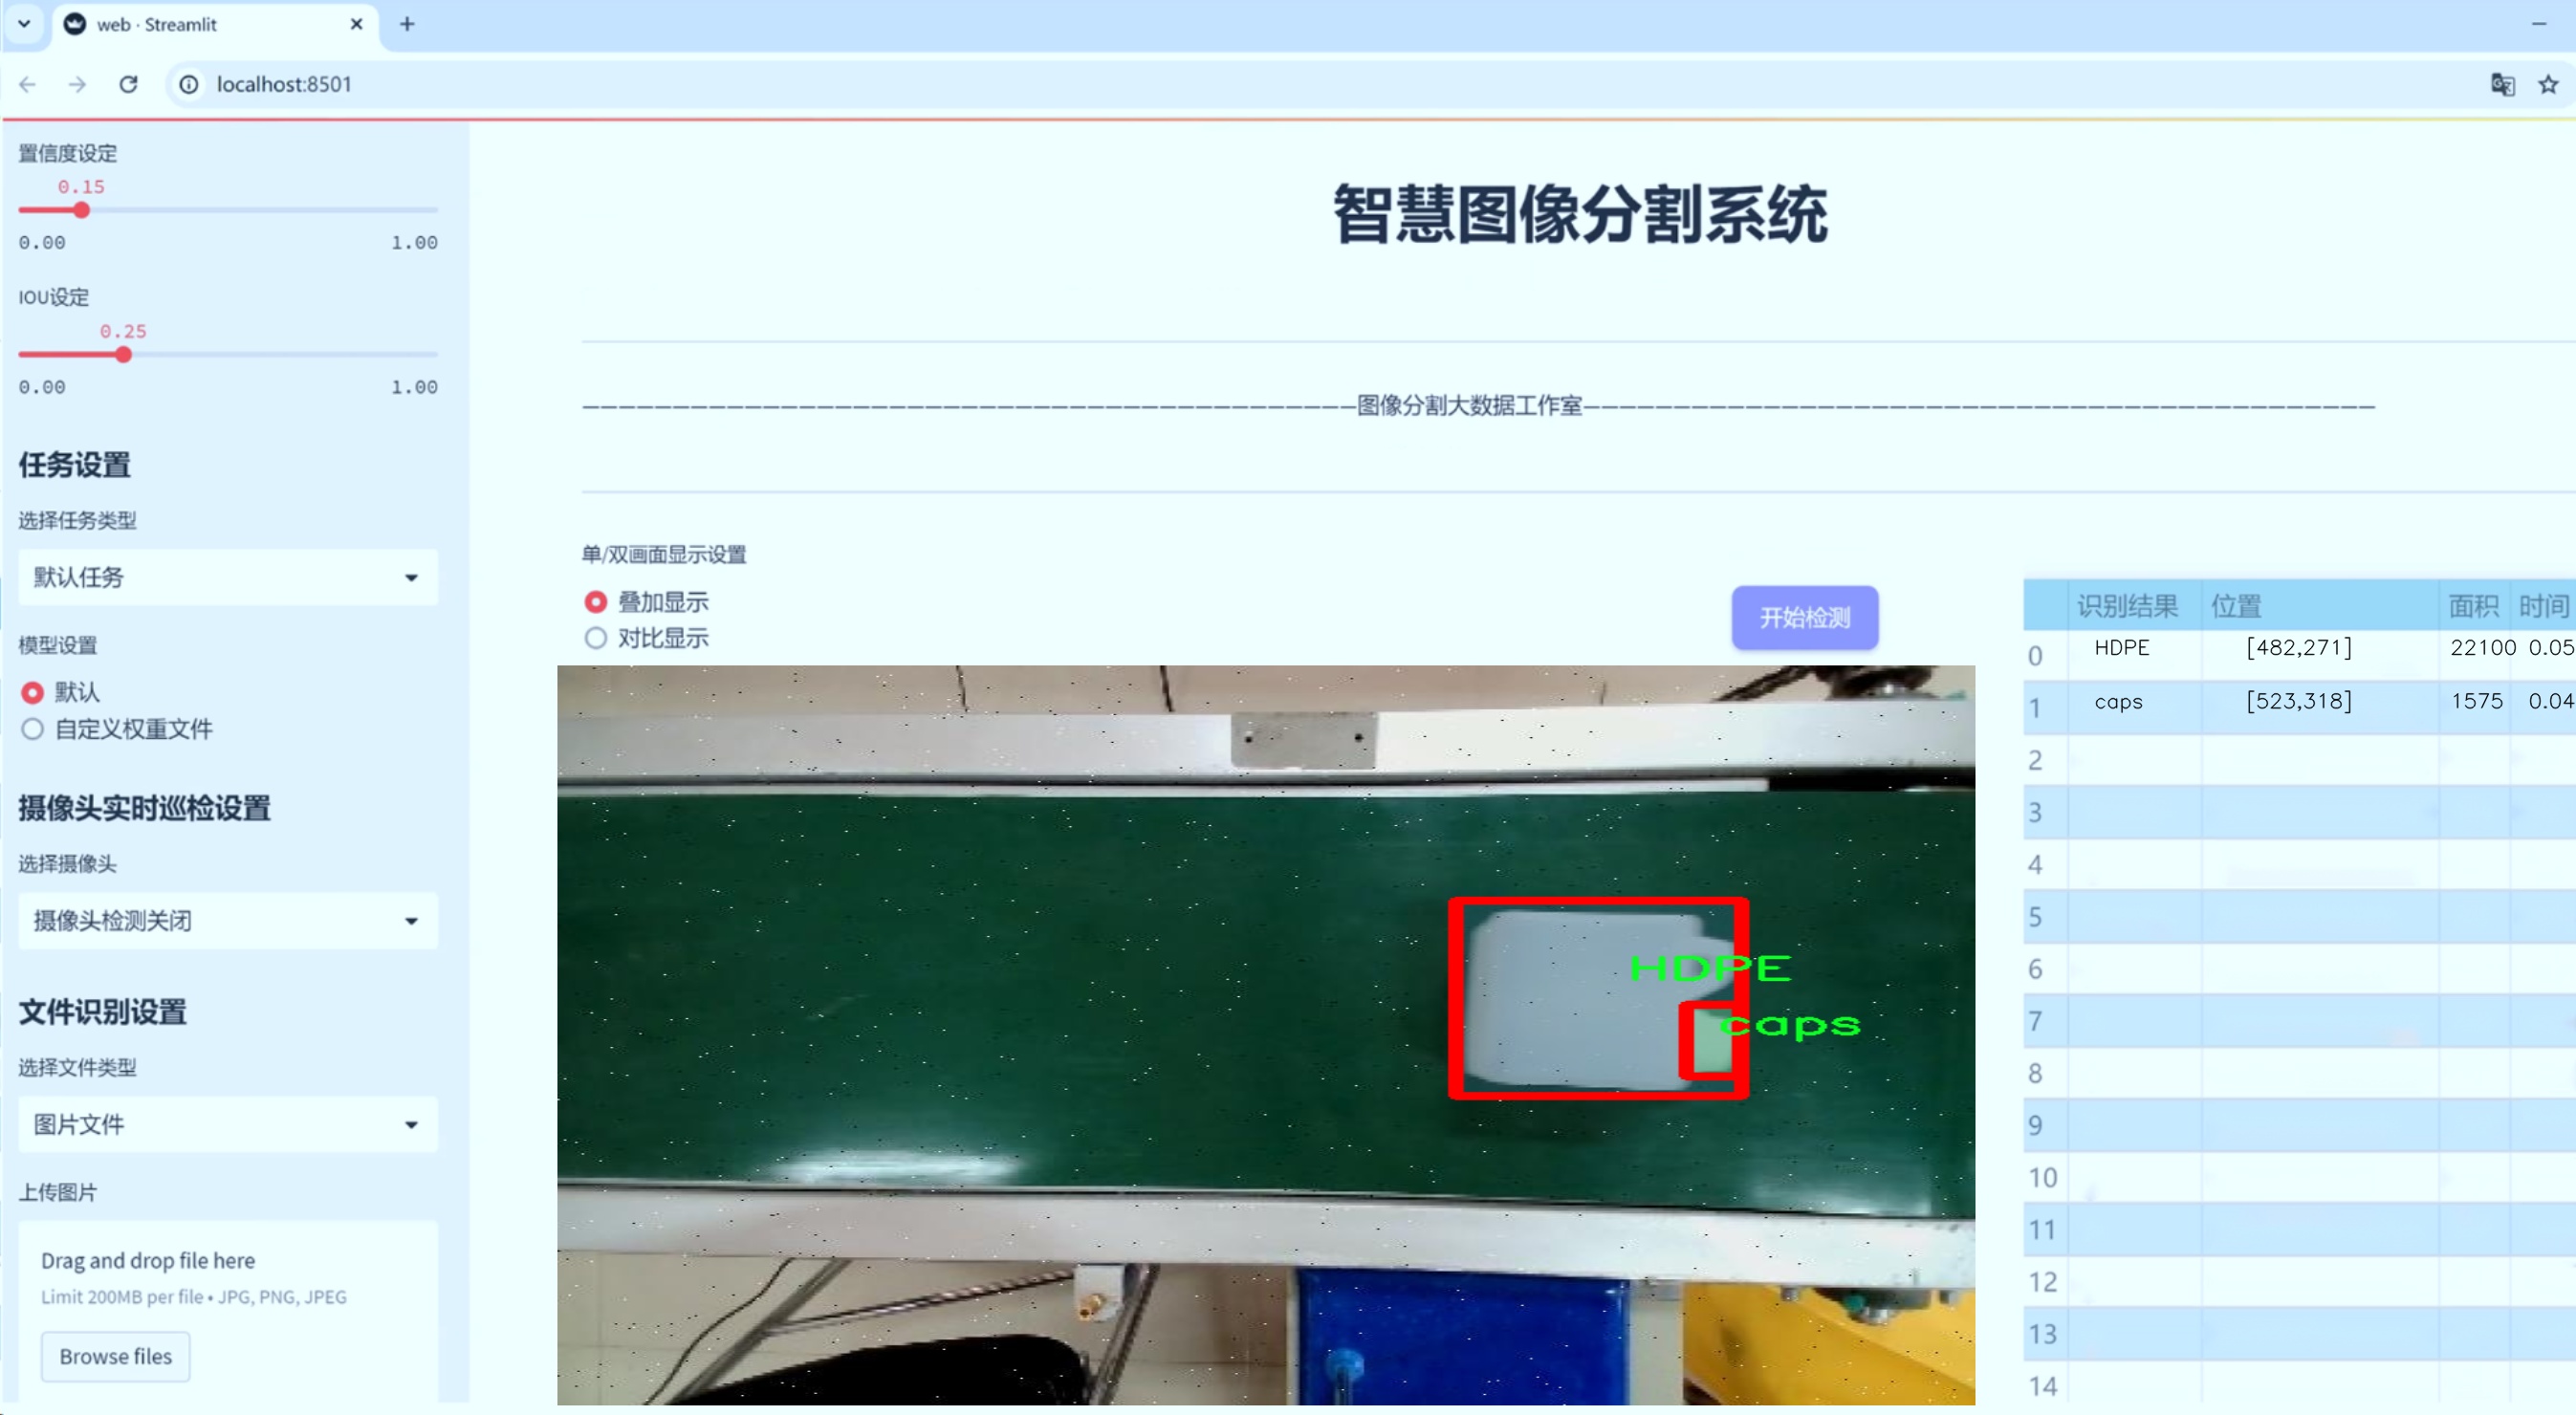 web · Streamlit
localhost:8501
置信度设定
0.15
0.00 1.00
IOU设定
0.25
0.00 1.00
任务设置
选择任务类型
默认任务
模型设置
默认
自定义权重文件
摄像头实时巡检设置
选择摄像头
摄像头检测关闭
文件识别设置
选择文件类型
图片文件
上传图片
Drag and drop file here
Limit 200MB per file • JPG, PNG, JPEG
Browse files
智慧图像分割系统
———————————————————————————————————————————图像分割大数据工作室————————————————————————————————————————————
单/双画面显示设置
叠加显示
对比显示
开始检测
HDPE
caps
识别结果 位置 面积 时间
0 HDPE [482,271] 22100 0.05
1 caps [523,318] 1575 0.04
2
3
4
5
6
7
8
9
10
11
12
13
14